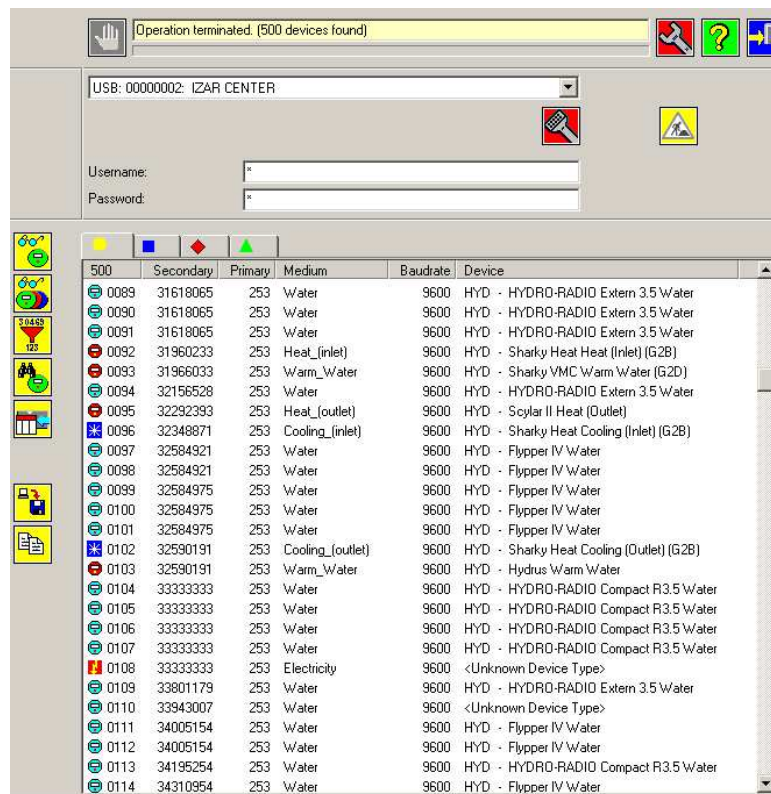 Operation terminated. (500 devices found)
USB: 00000002: IZAR CENTER
Username: *
Password: *
500 Secondary Primary Medium Baudrate Device
0089 31618065 253 Water 9600 HYD - HYDRO-RADIO Extern 3.5 Water
0090 31618065 253 Water 9600 HYD - HYDRO-RADIO Extern 3.5 Water
0091 31618065 253 Water 9600 HYD - HYDRO-RADIO Extern 3.5 Water
0092 31960233 253 Heat_(inlet) 9600 HYD - Sharky Heat Heat (Inlet) (G2B)
0093 31966033 253 Warm_Water 9600 HYD - Sharky VMC Warm Water (G2D)
0094 32156528 253 Water 9600 HYD - HYDRO-RADIO Extern 3.5 Water
0095 32292393 253 Heat_(outlet) 9600 HYD - Scylar II Heat (Outlet)
0096 32348871 253 Cooling_(inlet) 9600 HYD - Sharky Heat Cooling (Inlet) (G2B)
0097 32584921 253 Water 9600 HYD - Flypper IV Water
0098 32584921 253 Water 9600 HYD - Flypper IV Water
0099 32584975 253 Water 9600 HYD - Flypper IV Water
0100 32584975 253 Water 9600 HYD - Flypper IV Water
0101 32584975 253 Water 9600 HYD - Flypper IV Water
0102 32590191 253 Cooling_(outlet) 9600 HYD - Sharky Heat Cooling (Outlet) (G2B)
0103 32590191 253 Warm_Water 9600 HYD - Hydrus Warm Water
0104 33333333 253 Water 9600 HYD - HYDRO-RADIO Compact R3.5 Water
0105 33333333 253 Water 9600 HYD - HYDRO-RADIO Compact R3.5 Water
0106 33333333 253 Water 9600 HYD - HYDRO-RADIO Compact R3.5 Water
0107 33333333 253 Water 9600 HYD - HYDRO-RADIO Compact R3.5 Water
0108 33333333 253 Electricity 9600 <Unknown Device Type>
0109 33801179 253 Water 9600 HYD - HYDRO-RADIO Extern 3.5 Water
0110 33943007 253 Water 9600 <Unknown Device Type>
0111 34005154 253 Water 9600 HYD - Flypper IV Water
0112 34005154 253 Water 9600 HYD - Flypper IV Water
0113 34195254 253 Water 9600 HYD - HYDRO-RADIO Compact R3.5 Water
0114 34310954 253 Water 9600 HYD - Flypper IV Water
30469
123